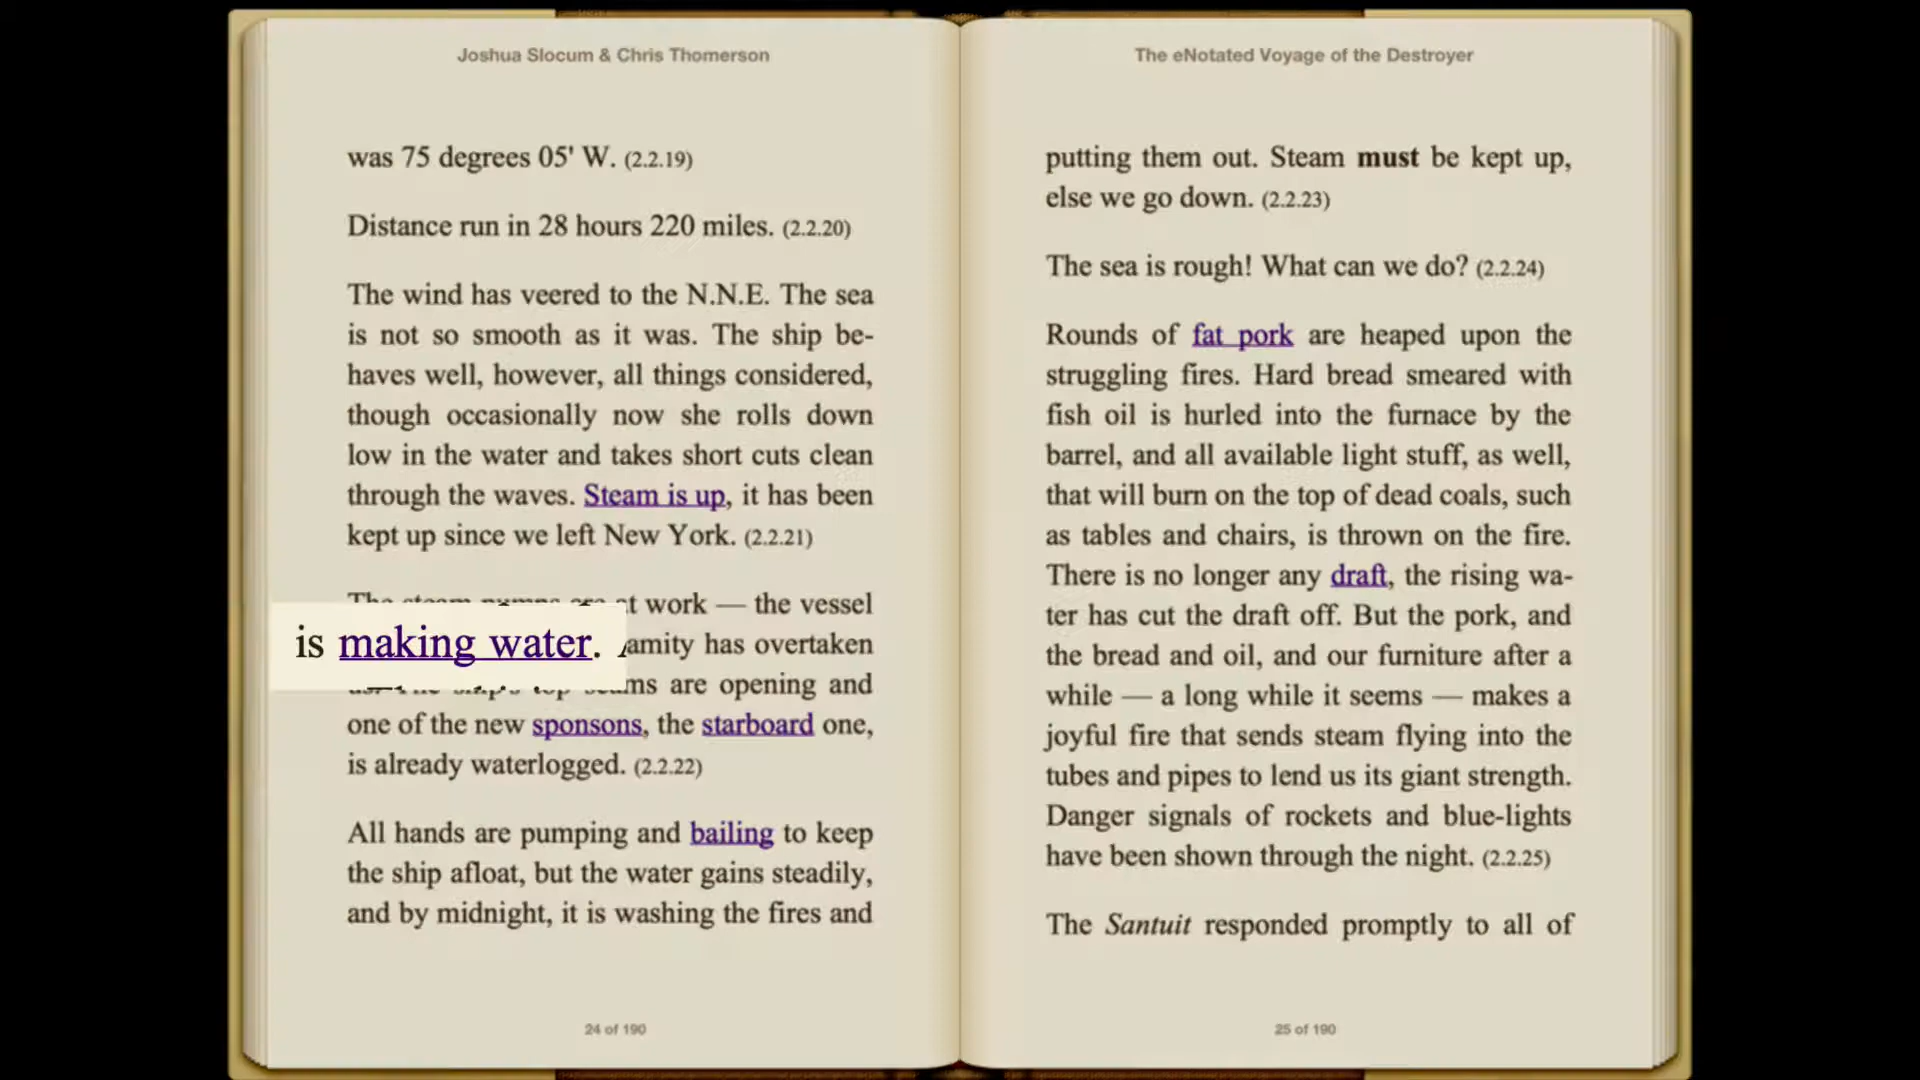 Joshua Slocum & Chris Thomerson
was 75 degrees 05' W. (2.2.19)
Distance run in 28 hours 220 miles. (2.2.20)
The wind has veered to the N.N.E. The sea
is not so smooth as it was. The ship be-
haves well, however, all things considered,
though occasionally now she rolls down
low in the water and takes short cuts clean
through the waves. Steam is up, it has been
kept up since we left New York. (2.2.21)
The steam pumps are at work — the vessel
is making water. amity has overtaken
ms are opening and
one of the new sponsons, the starboard one,
is already waterlogged. (2.2.22)
All hands are pumping and bailing to keep
the ship afloat, but the water gains steadily,
and by midnight, it is washing the fires and
24 of 190
The eNotated Voyage of the Destroyer
putting them out. Steam must be kept up,
else we go down. (2.2.23)
The sea is rough! What can we do? (2.2.24)
Rounds of fat pork are heaped upon the
struggling fires. Hard bread smeared with
fish oil is hurled into the furnace by the
barrel, and all available light stuff, as well,
that will burn on the top of dead coals, such
as tables and chairs, is thrown on the fire.
There is no longer any draft, the rising wa-
ter has cut the draft off. But the pork, and
the bread and oil, and our furniture after a
while — a long while it seems — makes a
joyful fire that sends steam flying into the
tubes and pipes to lend us its giant strength.
Danger signals of rockets and blue-lights
have been shown through the night. (2.2.25)
The Santuit responded promptly to all of
25 of 190